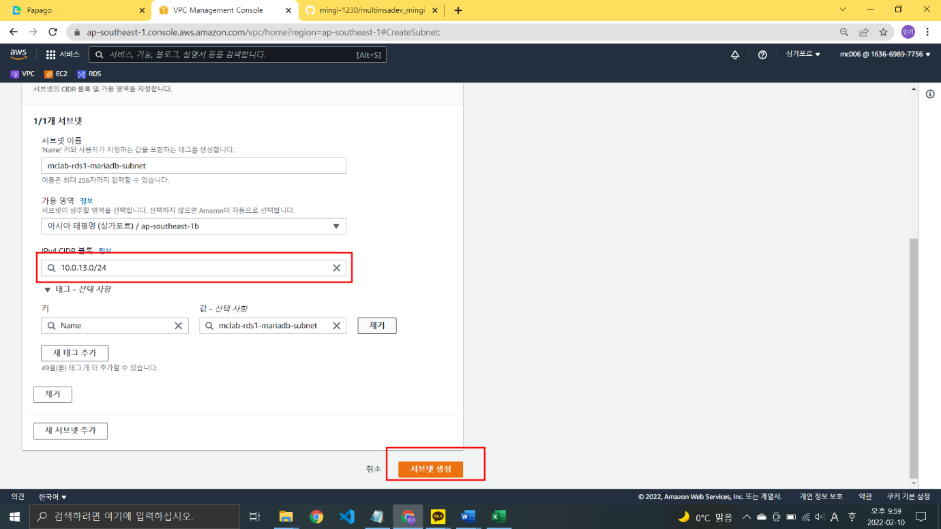 Papago
VPC Management Console
mingi-1230/multimsadev_mingi
ap-southeast-1.console.aws.amazon.com/vpc/home?region=ap-southeast-1#CreateSubnet:
민기
aws
서비스
서비스, 기능, 블로그, 설명서 등을 검색합니다.
[Alt+S]
싱가포르
mc006 @ 1636-6989-7756
VPC
EC2
RDS
서브넷의 CIDR 블록 및 가용 영역을 지정합니다.
1/1개 서브넷
서브넷 이름
'Name' 키와 사용자가 지정하는 값을 포함하는 태그를 생성합니다.
mclab-rds1-mariadb-subnet
이름은 최대 256자까지 입력할 수 있습니다.
가용 영역 정보
서브넷이 상주할 영역을 선택합니다. 선택하지 않으면 Amazon이 자동으로 선택합니다.
아시아 태평양 (싱가포르) / ap-southeast-1b
IPv4 CIDR 블록 정보
10.0.13.0/24
태그 - 선택 사항
키
값 - 선택 사항
Name
mclab-rds1-mariadb-subnet
제거
새 태그 추가
49을(를) 태그.개 더 추가할 수 있습니다.
제거
새 서브넷 추가
취소
서브넷 생성
의견
한국어
© 2022, Amazon Web Services, Inc. 또는 계열사.
개인 정보 보호
약관
쿠키 기본 설정
검색하려면 여기에 입력하십시오.
0°C 맑음
A
오후 9:59
2022-02-10